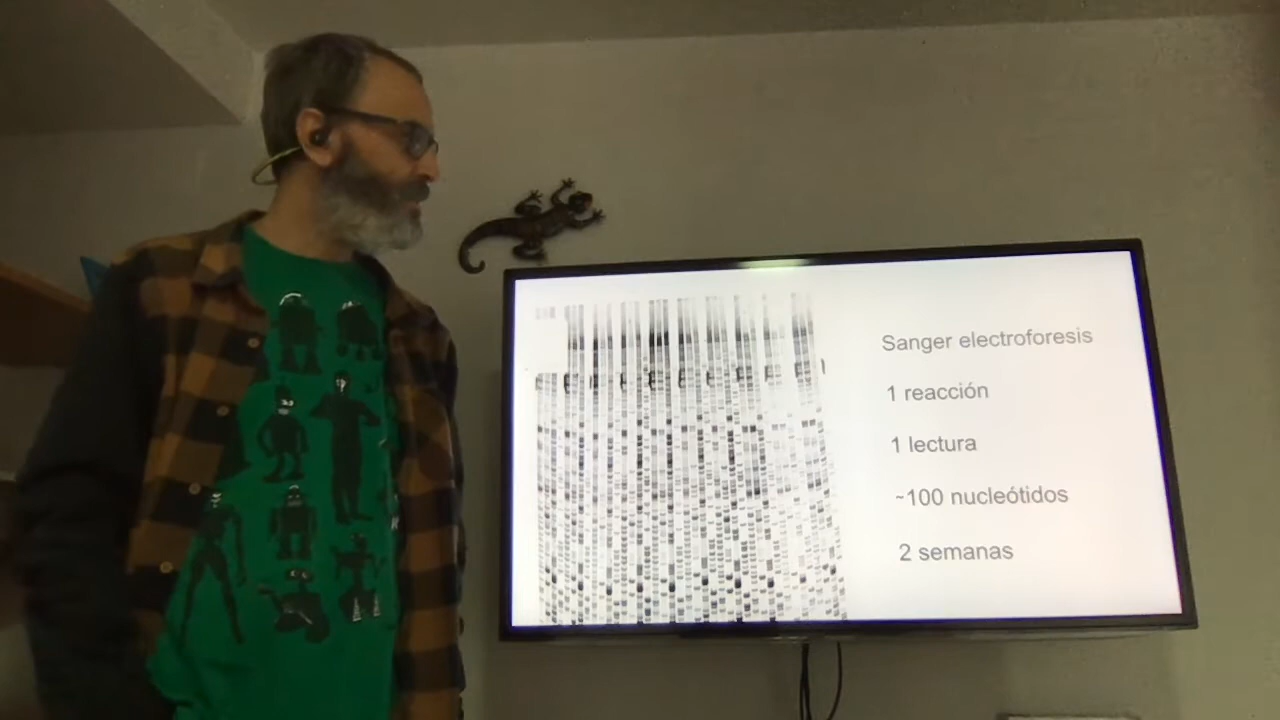 Sanger electroforesis
1 reacción
1 lectura
~100 nucleótidos
2 semanas